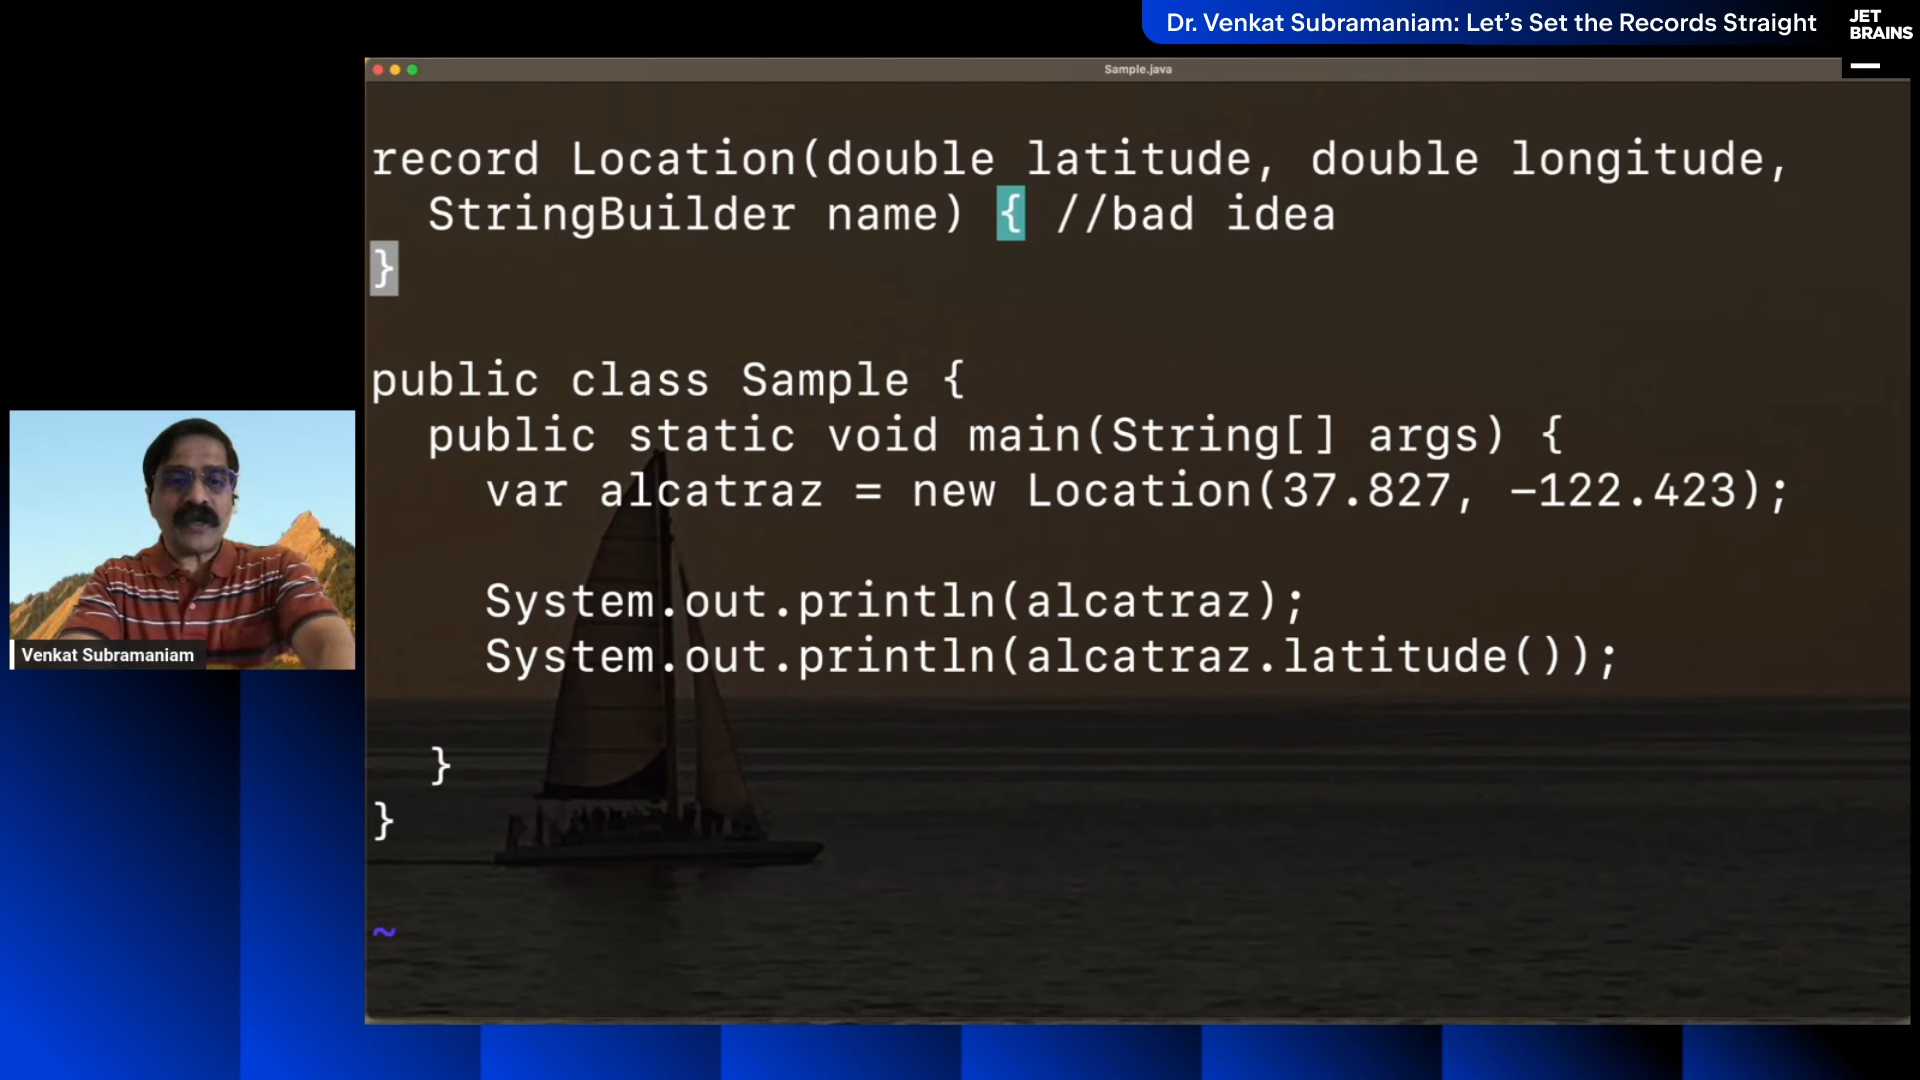 Dr. Venkat Subramaniam: Let’s Set the Records Straight
JET
BRAINS
Sample.java
record Location(double latitude, double longitude,
  StringBuilder name) { //bad idea
}
public class Sample {
  public static void main(String[] args) {
    var alcatraz = new Location(37.827, -122.423);
    System.out.println(alcatraz);
    System.out.println(alcatraz.latitude());
  }
}
~
Venkat Subramaniam